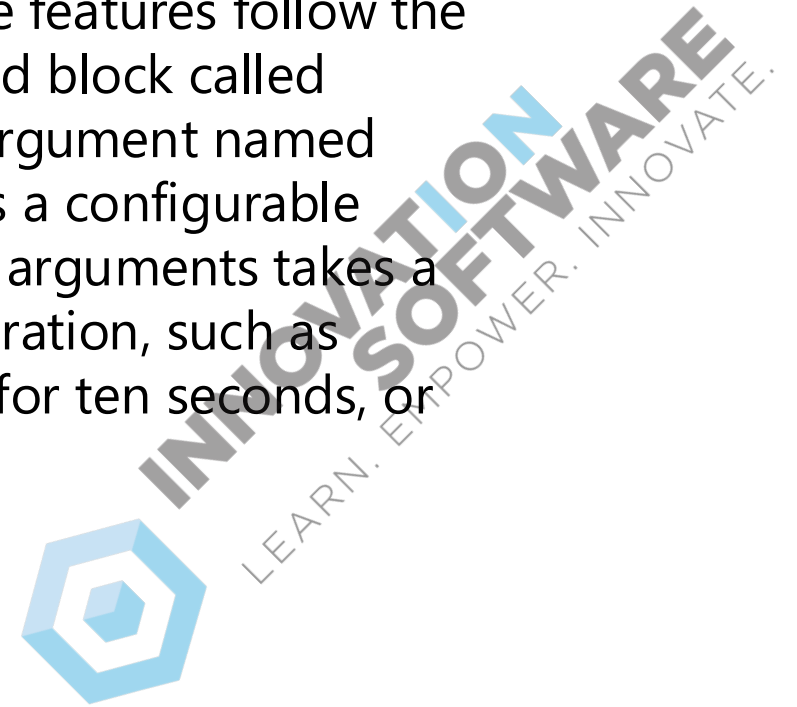 e features follow the
d block called
rgument named
s a configurable
arguments takes a
ration, such as
for ten seconds, or
INNOVATION
SOFTWARE
LEARN. EMPOWER. INNOVATE.